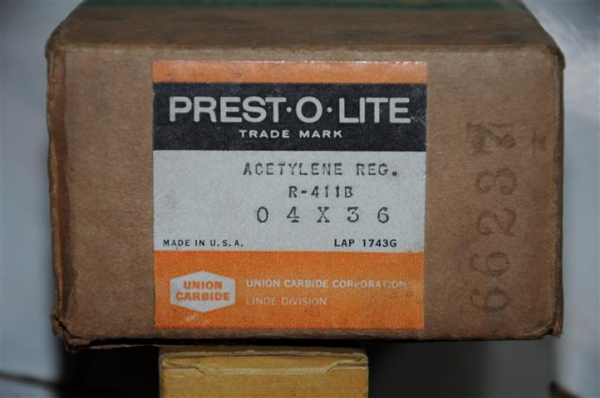 PREST·O·LITE
TRADE MARK
ACETYLENE REG.
R-411B
04X36
MADE IN U.S.A. LAP 1743G
UNION CARBIDE
UNION CARBIDE CORPORATION
LINDE DIVISION
66237